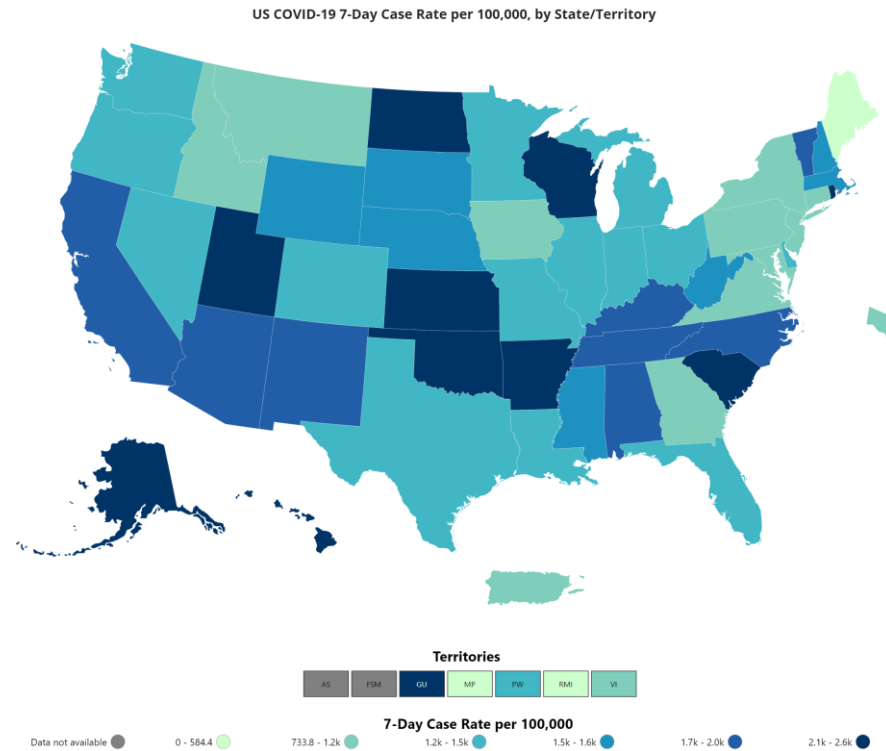 US COVID-19 7-Day Case Rate per 100,000, by State/Territory
Territories
AS FSM GU MP PW RMI VI
7-Day Case Rate per 100,000
Data not available 0 - 584.4 733.8 - 1.2k 1.2k - 1.5k 1.5k - 1.6k 1.7k - 2.0k 2.1k - 2.6k